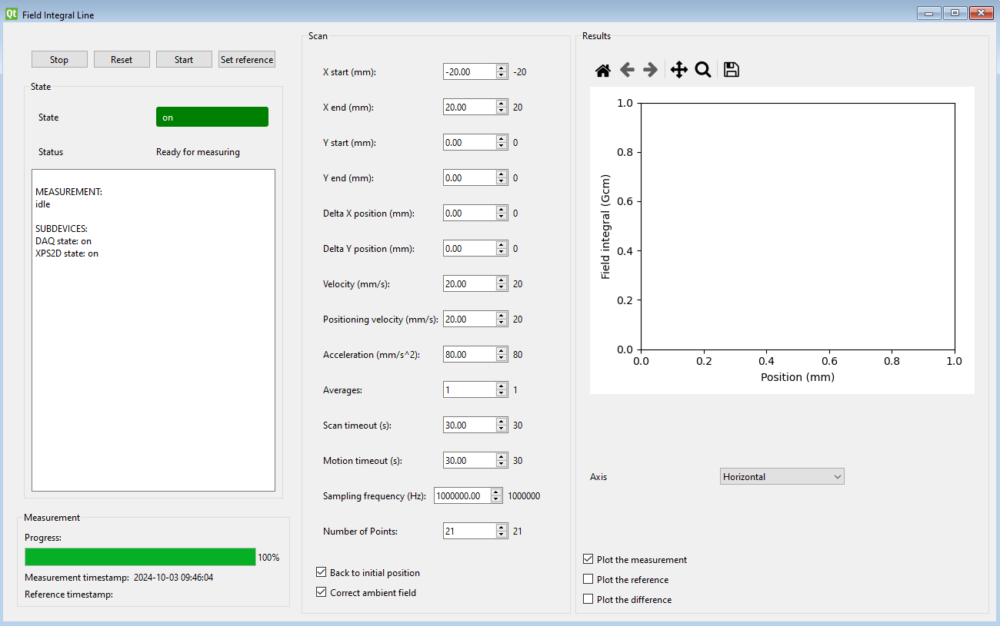 Qt Field Integral Line
Stop Reset Start Set reference
State
State on
Status Ready for measuring
MEASUREMENT:
idle
SUBDEVICES:
DAQ state: on
XPS2D state: on
Measurement
Progress:
100%
Measurement timestamp: 2024-10-03 09:46:04
Reference timestamp:
Scan
X start (mm): -20.00 -20
X end (mm): 20.00 20
Y start (mm): 0.00 0
Y end (mm): 0.00 0
Delta X position (mm): 0.00 0
Delta Y position (mm): 0.00 0
Velocity (mm/s): 20.00 20
Positioning velocity (mm/s): 20.00 20
Acceleration (mm/s^2): 80.00 80
Averages: 1 1
Scan timeout (s): 30.00 30
Motion timeout (s): 30.00 30
Sampling frequency (Hz): 1000000.00 1000000
Number of Points: 21 21
Back to initial position
Correct ambient field
Results
1.0
0.8
0.6
0.4
0.2
0.0
Field integral (Gcm)
0.0 0.2 0.4 0.6 0.8 1.0
Position (mm)
Axis Horizontal
Plot the measurement
Plot the reference
Plot the difference